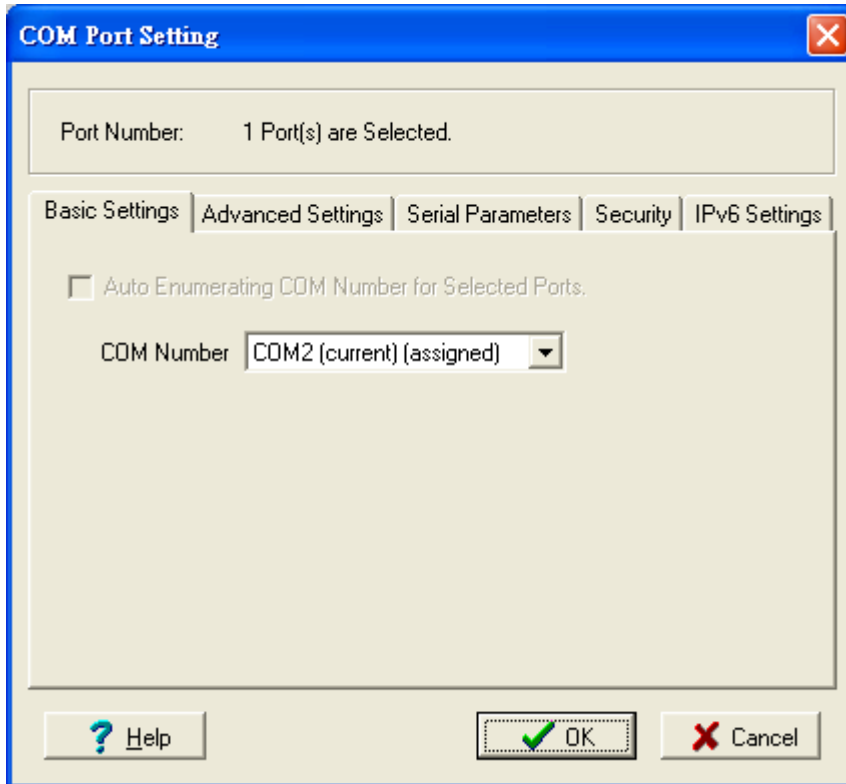 COM Port Setting
Port Number: 1 Port(s) are Selected.
Basic Settings Advanced Settings Serial Parameters Security IPv6 Settings
Auto Enumerating COM Number for Selected Ports.
COM Number COM2 (current) (assigned)
? Help OK Cancel